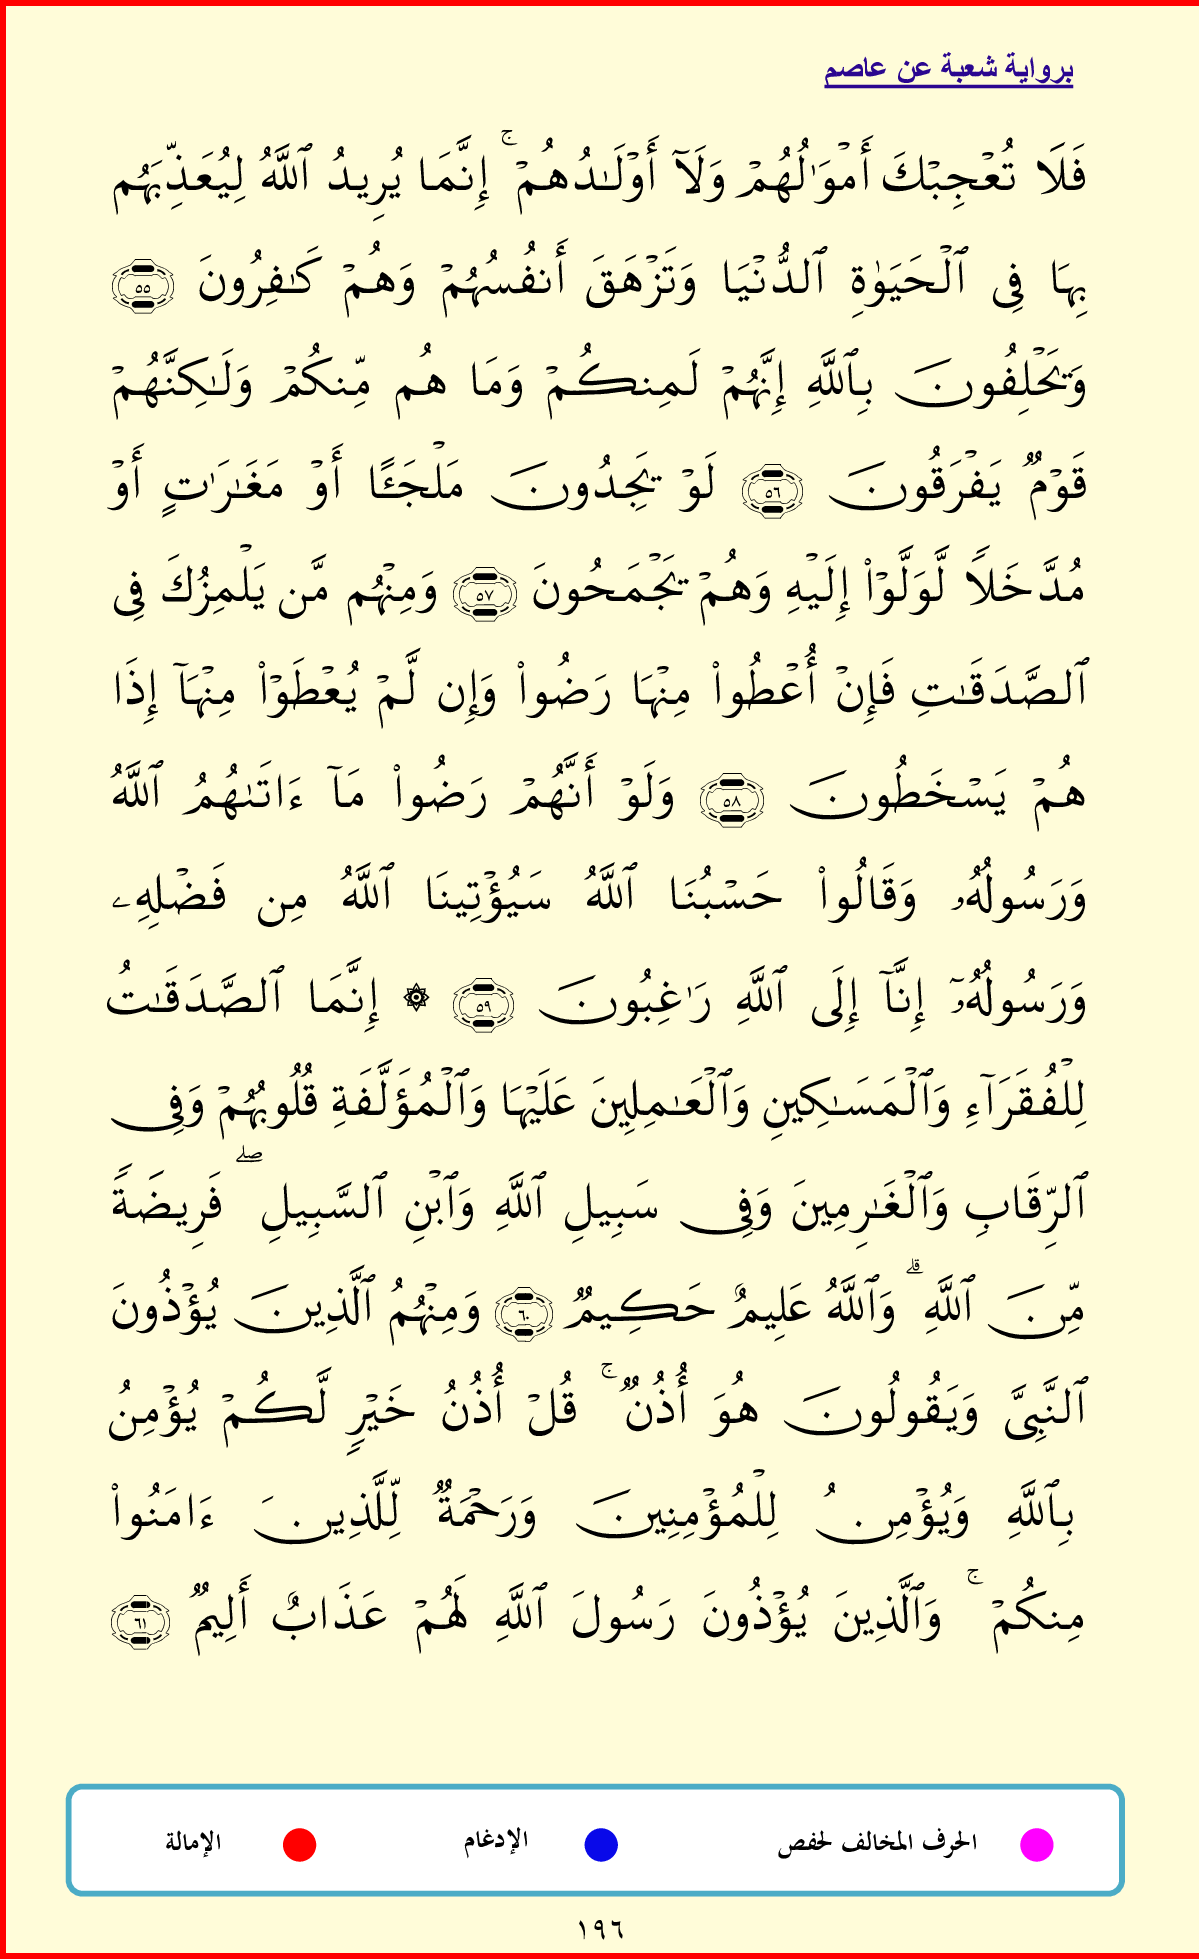 برواية شعبة عن عاصم
فَلَا تُعْجِبْكَ أَمْوَٰلُهُمْ وَلَآ أَوْلَـٰدُهُمْ ۚ إِنَّمَا يُرِيدُ ٱللَّهُ لِيُعَذِّبَهُم
بِهَا فِى ٱلْحَيَوٰةِ ٱلدُّنْيَا وَتَزْهَقَ أَنفُسُهُمْ وَهُمْ كَـٰفِرُونَ ٥٥
وَيَحْلِفُونَ بِٱللَّهِ إِنَّهُمْ لَمِنكُمْ وَمَا هُم مِّنكُمْ وَلَـٰكِنَّهُمْ
قَوْمٌ يَفْرَقُونَ ٥٦ لَوْ يَجِدُونَ مَلْجَـًٔا أَوْ مَغَـٰرَٰتٍ أَوْ
مُدَّخَلًا لَّوَلَّوْا۟ إِلَيْهِ وَهُمْ يَجْمَحُونَ ٥٧ وَمِنْهُم مَّن يَلْمِزُكَ فِى
ٱلصَّدَقَـٰتِ فَإِنْ أُعْطُوا۟ مِنْهَا رَضُوا۟ وَإِن لَّمْ يُعْطَوْا۟ مِنْهَآ إِذَا
هُمْ يَسْخَطُونَ ٥٨ وَلَوْ أَنَّهُمْ رَضُوا۟ مَآ ءَاتَىٰهُمُ ٱللَّهُ
وَرَسُولُهُۥ وَقَالُوا۟ حَسْبُنَا ٱللَّهُ سَيُؤْتِينَا ٱللَّهُ مِن فَضْلِهِۦ
وَرَسُولُهُۥٓ إِنَّآ إِلَى ٱللَّهِ رَٰغِبُونَ ٥٩ ۞ إِنَّمَا ٱلصَّدَقَـٰتُ
لِلْفُقَرَآءِ وَٱلْمَسَـٰكِينِ وَٱلْعَـٰمِلِينَ عَلَيْهَا وَٱلْمُؤَلَّفَةِ قُلُوبُهُمْ وَفِى
ٱلرِّقَابِ وَٱلْغَـٰرِمِينَ وَفِى سَبِيلِ ٱللَّهِ وَٱبْنِ ٱلسَّبِيلِ ۖ فَرِيضَةً
مِّنَ ٱللَّهِ ۗ وَٱللَّهُ عَلِيمٌ حَكِيمٌ ٦٠ وَمِنْهُمُ ٱلَّذِينَ يُؤْذُونَ
ٱلنَّبِىَّ وَيَقُولُونَ هُوَ أُذُنٌ ۚ قُلْ أُذُنُ خَيْرٍ لَّكُمْ يُؤْمِنُ
بِٱللَّهِ وَيُؤْمِنُ لِلْمُؤْمِنِينَ وَرَحْمَةٌ لِّلَّذِينَ ءَامَنُوا۟
مِنكُمْ ۚ وَٱلَّذِينَ يُؤْذُونَ رَسُولَ ٱللَّهِ لَهُمْ عَذَابٌ أَلِيمٌ ٦١
الحرف المخالف لحفص الإدغام الإمالة
١٩٦